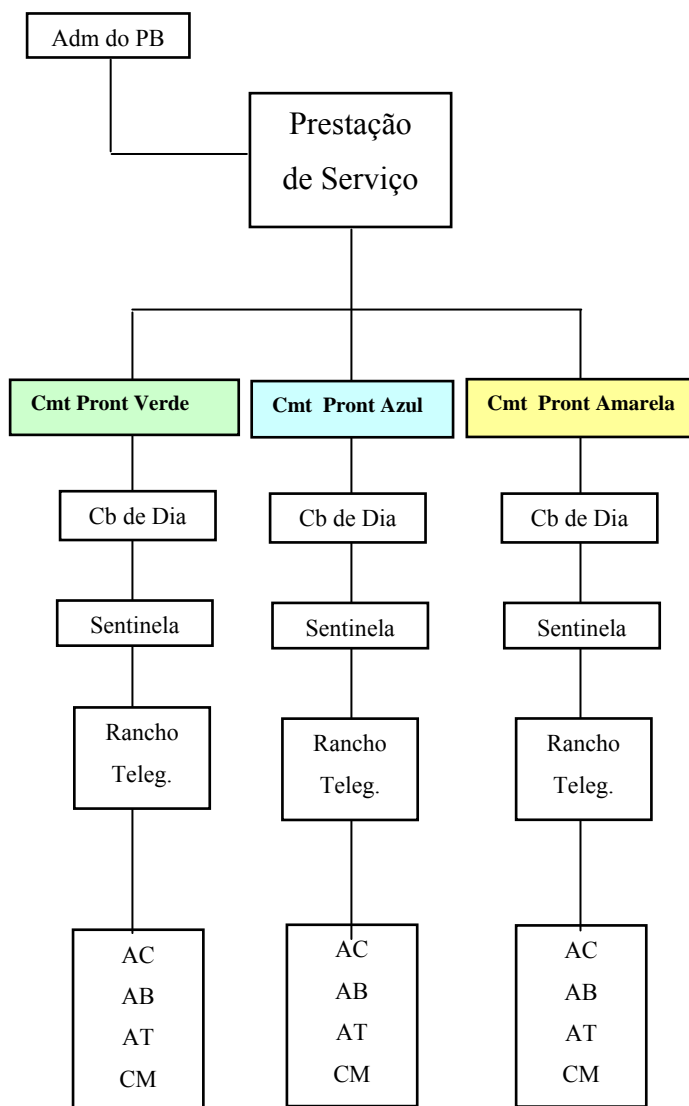 Adm do PB
Prestação
de Serviço
Cmt Pront Verde
Cmt Pront Azul
Cmt Pront Amarela
Cb de Dia
Cb de Dia
Cb de Dia
Sentinela
Sentinela
Sentinela
Rancho
Teleg.
Rancho
Teleg.
Rancho
Teleg.
AC
AB
AT
CM
AC
AB
AT
CM
AC
AB
AT
CM